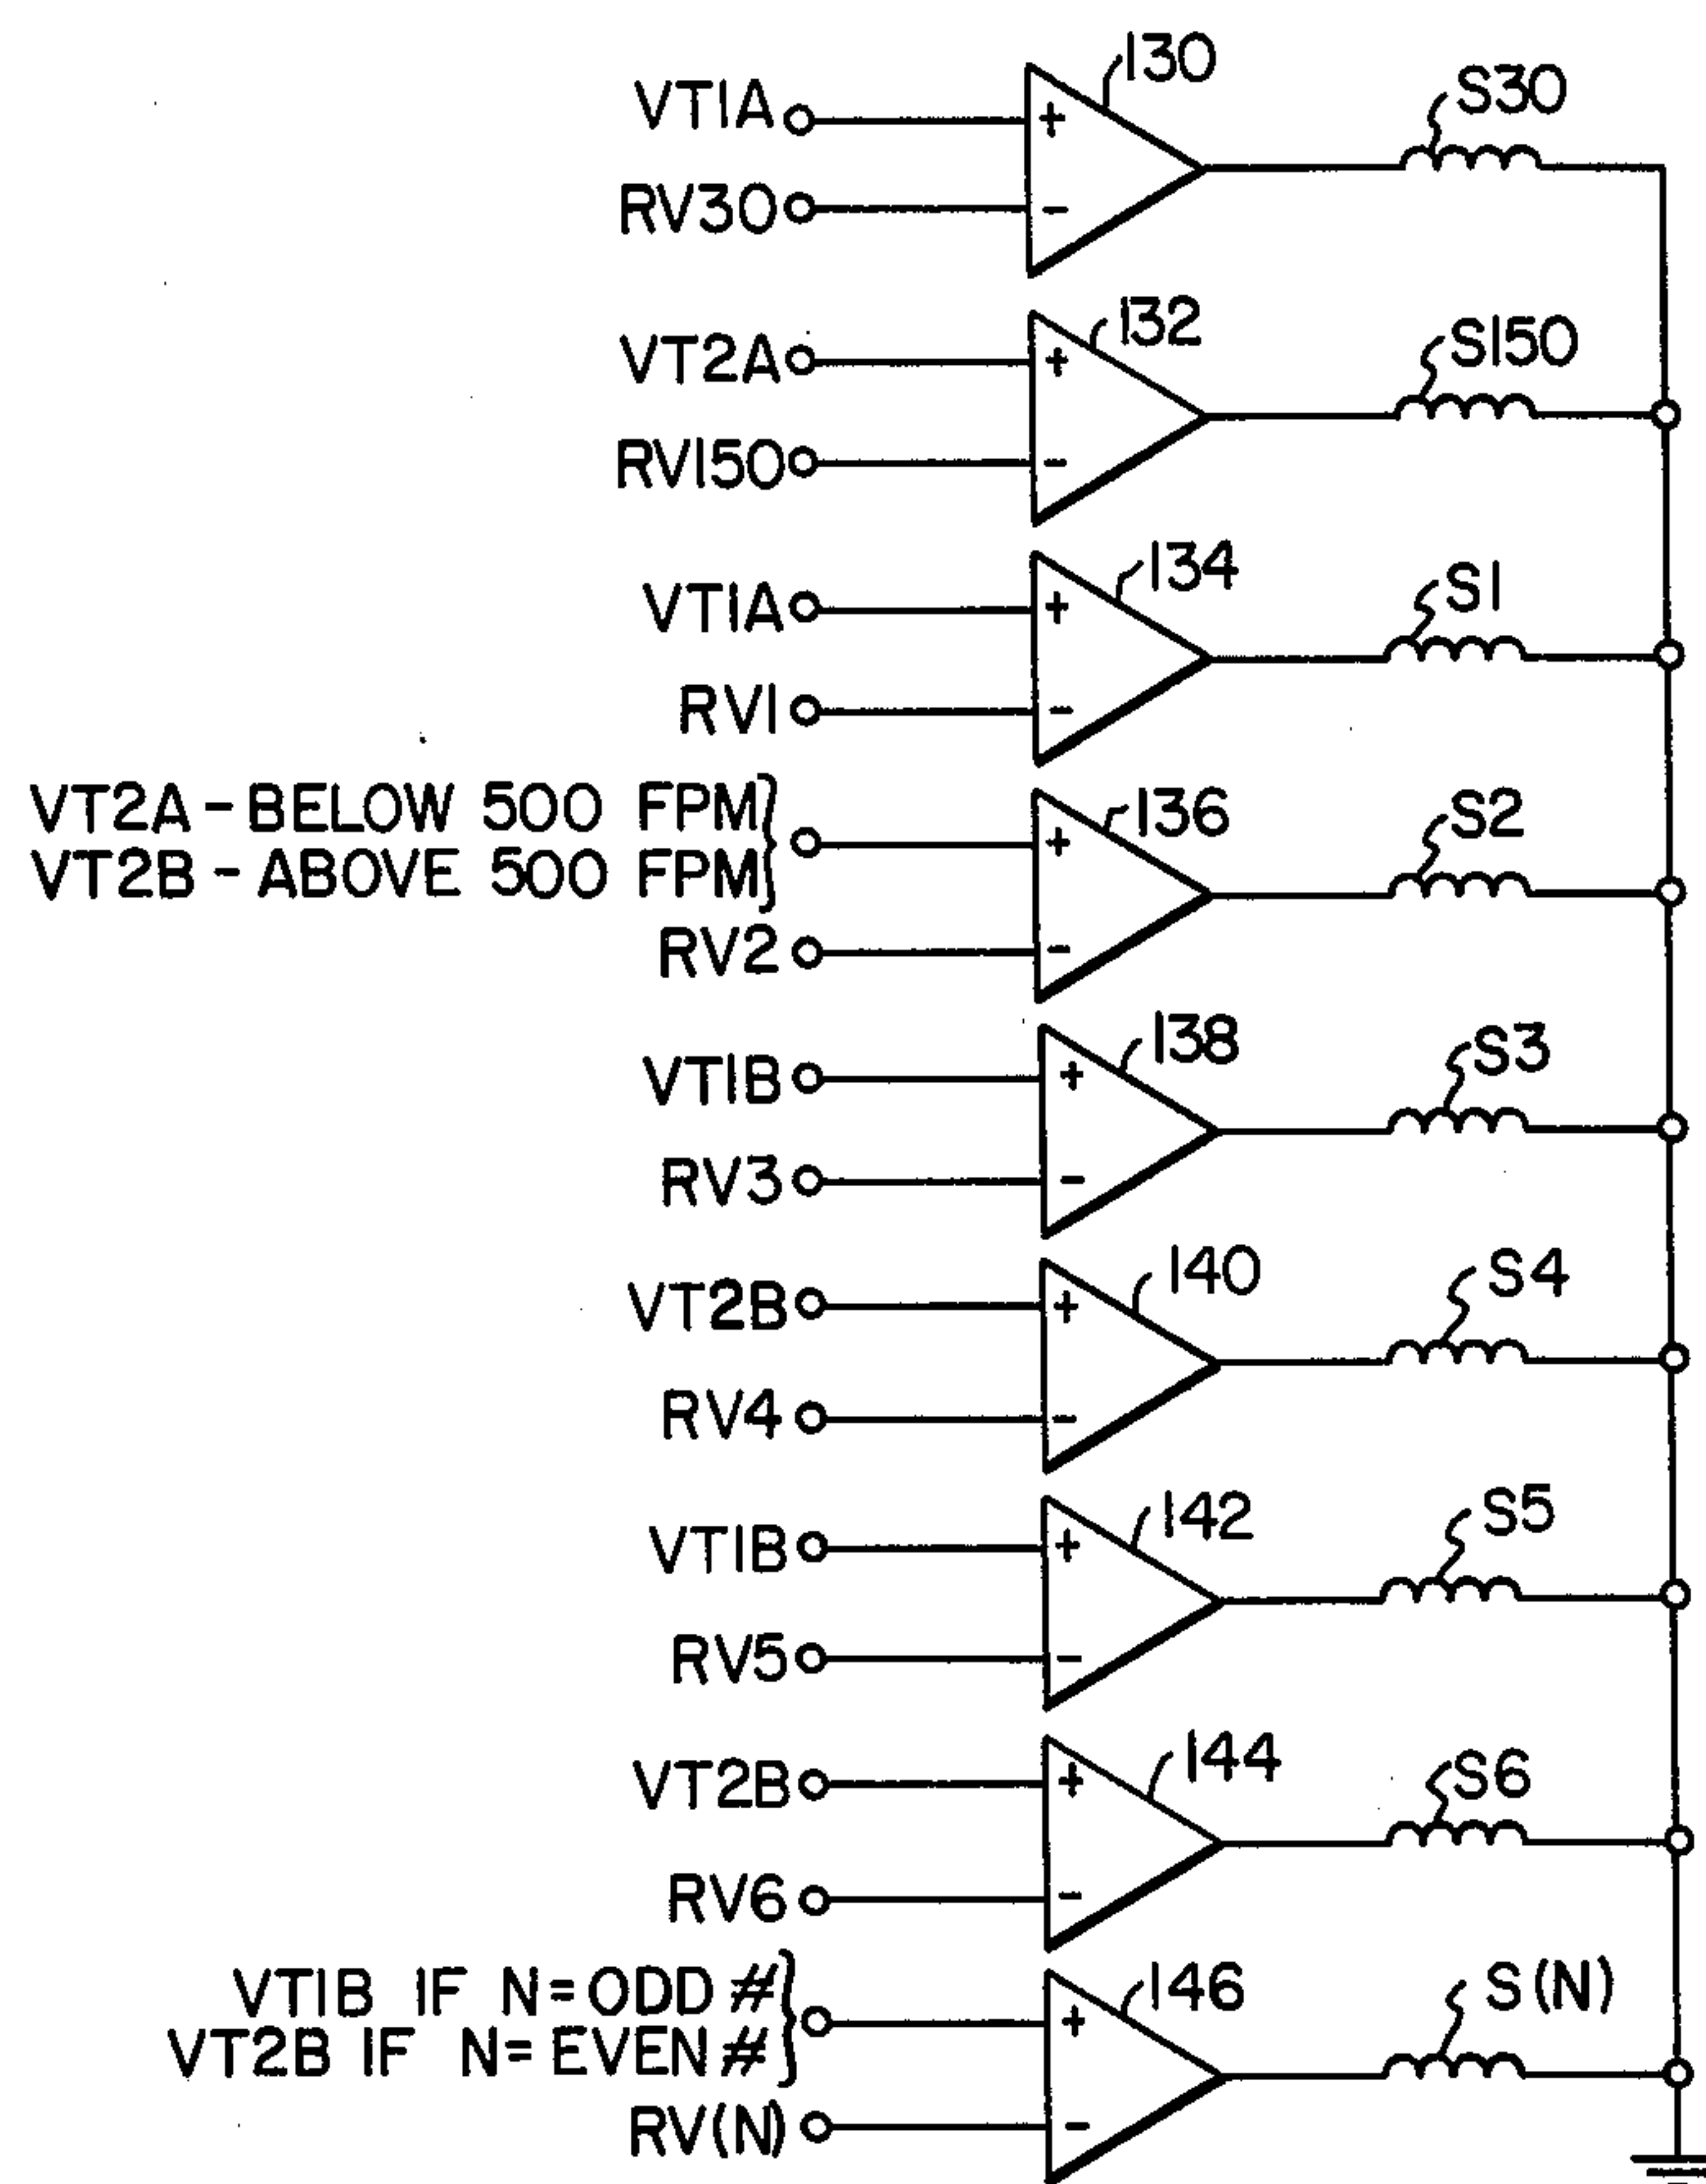 130
S30
VT1A
+
RV30
-
132
S150
VT2A
+
RV150
-
134
S1
VT1A
+
RV1
-
136
S2
VT2A - BELOW 500 FPM
VT2B - ABOVE 500 FPM
+
RV2
-
138
S3
VT1B
+
RV3
-
140
S4
VT2B
+
RV4
-
142
S5
VT1B
+
RV5
-
144
S6
VT2B
+
RV6
-
146
S(N)
VT1B IF N=ODD #
VT2B IF N=EVEN #
+
RV(N)
-